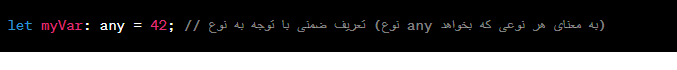 let myVar: any = 42; // تعریف ضمنی با توجه به نوع (نوع any به معنای هر نوعی که بخواهد)